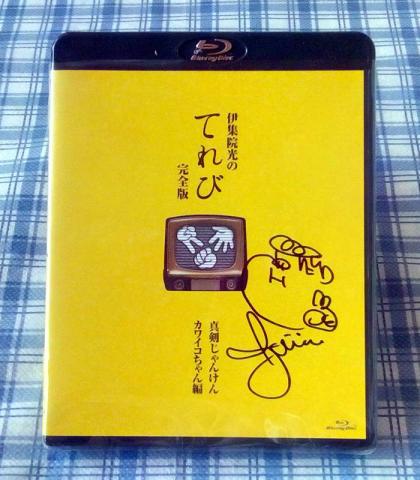 Blu-ray Disc
伊集院光の
てれび
完全版
真剣じゃんけん
カワイコちゃん編
Blu-ray Disc